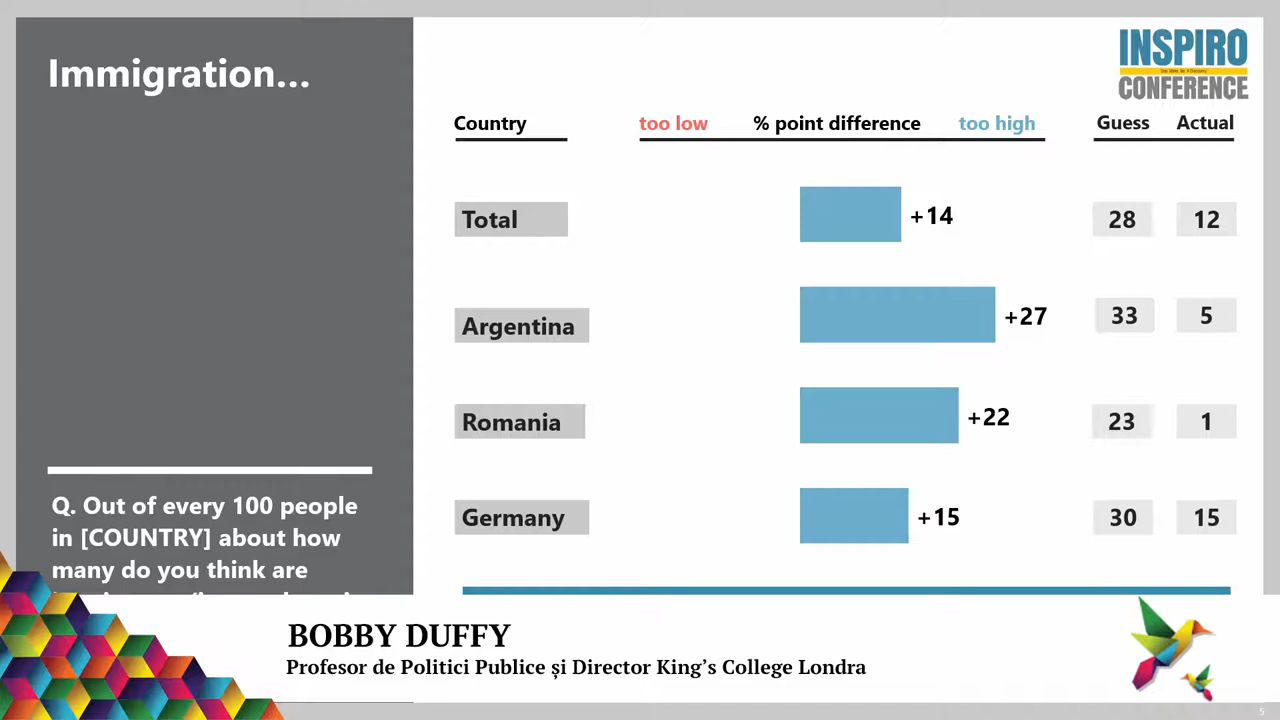 Immigration...
INSPIRO
CONFERENCE
Country too low % point difference too high Guess Actual
Total +14 28 12
Argentina +27 33 5
Romania +22 23 1
Germany +15 30 15
Q. Out of every 100 people
in [COUNTRY] about how
many do you think are
BOBBY DUFFY
Profesor de Politici Publice și Director King's College Londra
5